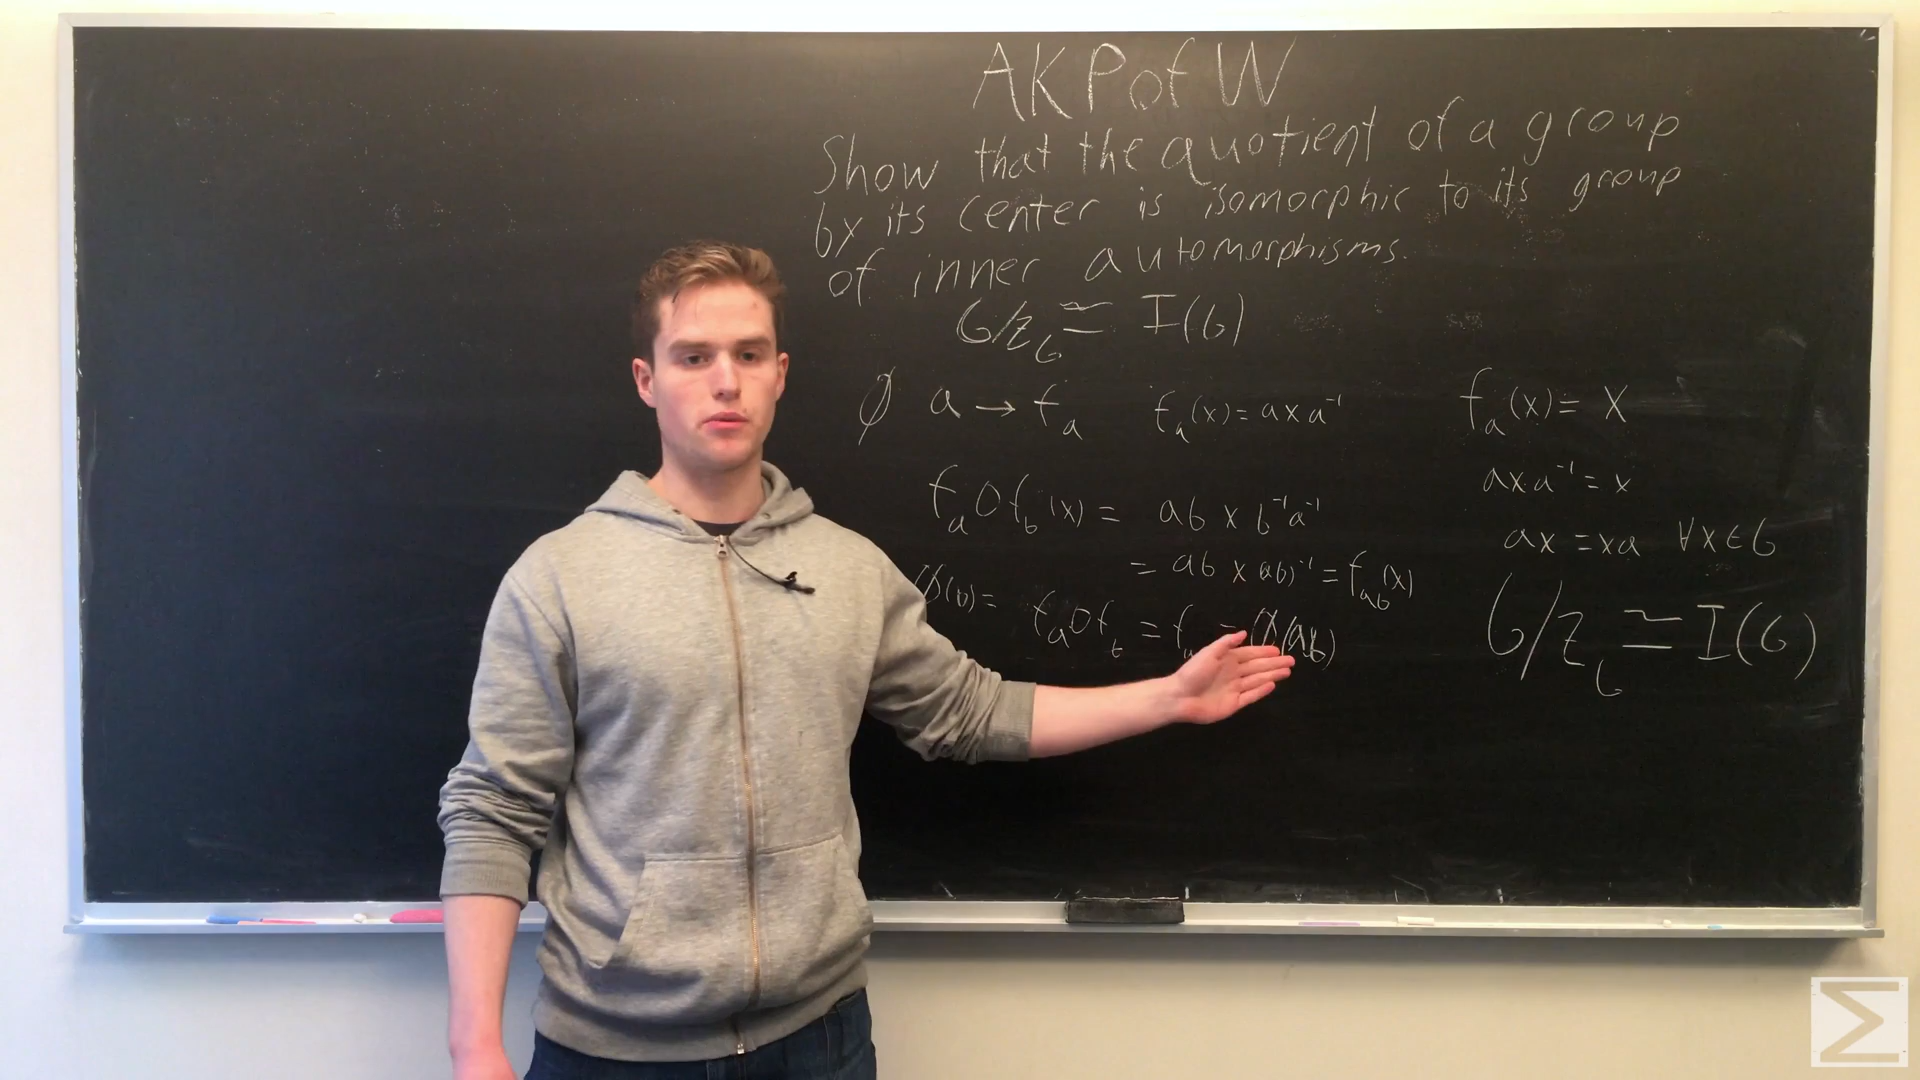 AKP of W
Show that the quotient of a group
by its center is isomorphic to its group
of inner automorphisms.
G/Z_G ≅ I(G)
∅ a → f_a f_a(x) = axa⁻¹
f_a ∘ f_b(x) = abxb⁻¹a⁻¹
= abx(ab)⁻¹ = f_ab(x)
∅(b) = f_a ∘ f_b = f = ∅(ab)
f_a(x) = x
axa⁻¹ = x
ax = xa ∀x∈G
G/Z_G ≅ I(G)
Σ